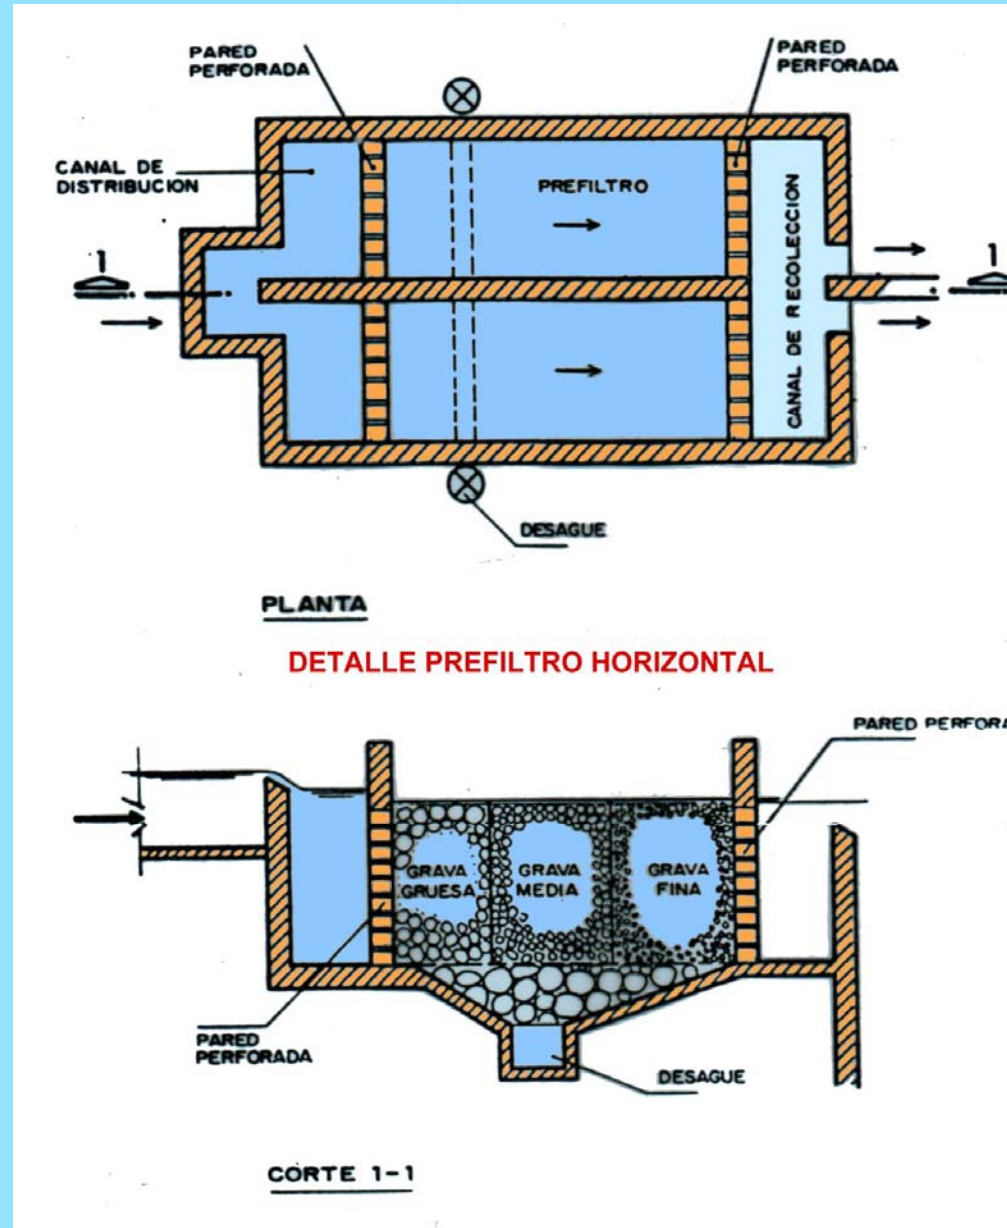 PARED
PERFORADA
PARED
PERFORADA
CANAL DE
DISTRIBUCION
PREFILTRO
1
1
CANAL DE RECOLECCION
DESAGUE
PLANTA
DETALLE PREFILTRO HORIZONTAL
PARED PERFORA
GRAVA
GRUESA
GRAVA
MEDIA
GRAVA
FINA
PARED
PERFORADA
DESAGUE
CORTE 1-1